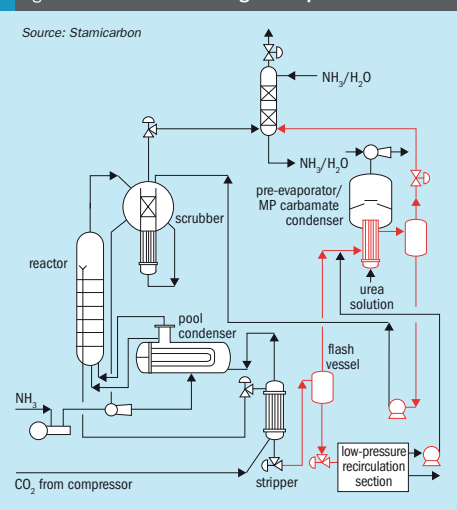 Source: Stamicarbon
NH₃/H₂O
NH₃/H₂O
pre-evaporator/
MP carbamate
condenser
scrubber
reactor
urea
solution
pool
condenser
flash
vessel
NH₃
low-pressure
recirculation
section
CO₂ from compressor
stripper